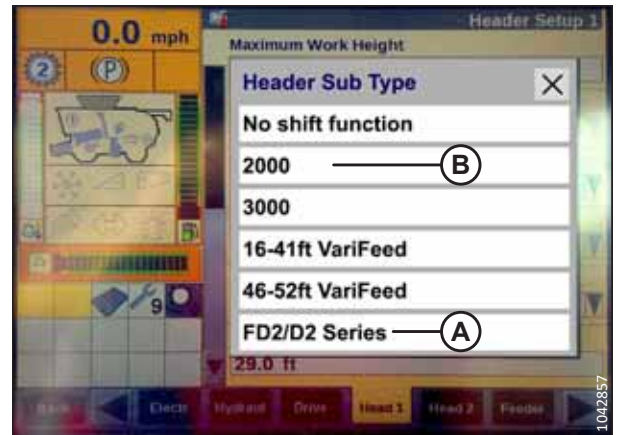 0.0 mph
Header Setup 1
Maximum Work Height
2
P
Header Sub Type
No shift function
2000
B
3000
16-41ft VariFeed
46-52ft VariFeed
FD2/D2 Series
A
9
29.0 ft
Back
Electr
Hydraul
Drive
Head 1
Head 2
Feeder
1042857